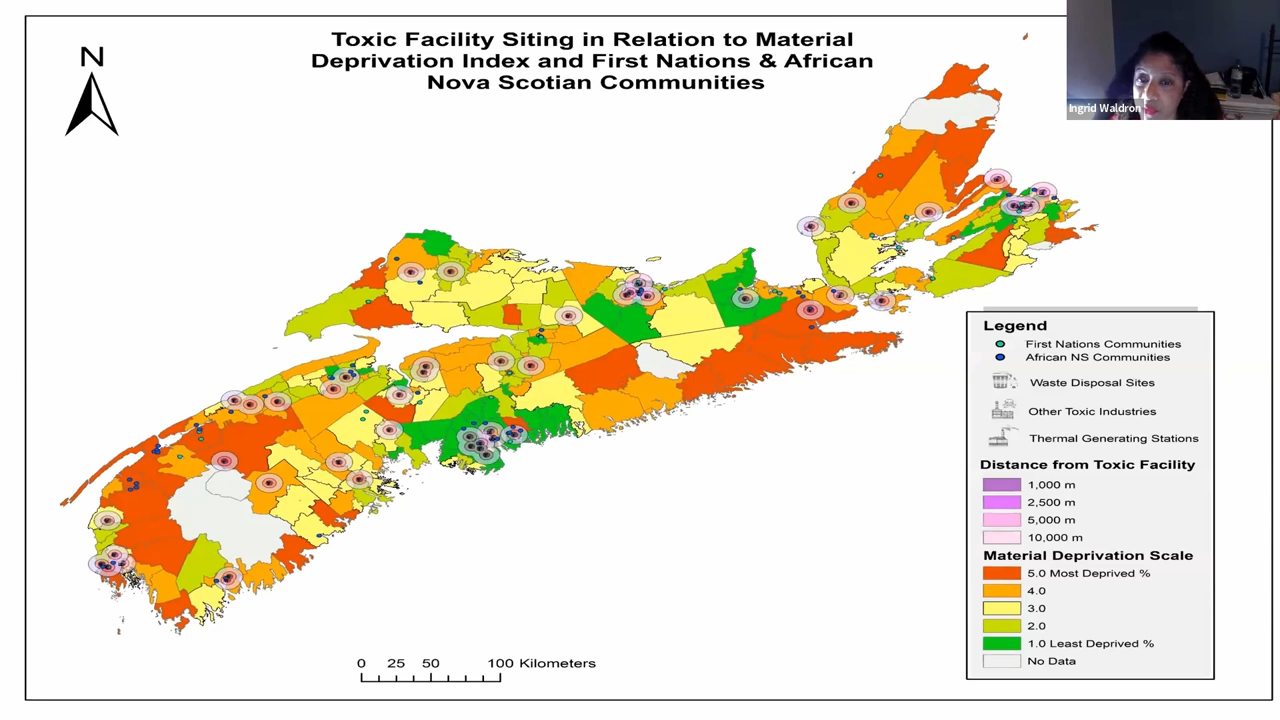 Toxic Facility Siting in Relation to Material
Deprivation Index and First Nations & African
Nova Scotian Communities
N
Ingrid Waldron
Legend
First Nations Communities
African NS Communities
Waste Disposal Sites
Other Toxic Industries
Thermal Generating Stations
Distance from Toxic Facility
1,000 m
2,500 m
5,000 m
10,000 m
Material Deprivation Scale
5.0 Most Deprived %
4.0
3.0
2.0
1.0 Least Deprived %
No Data
0 25 50 100 Kilometers